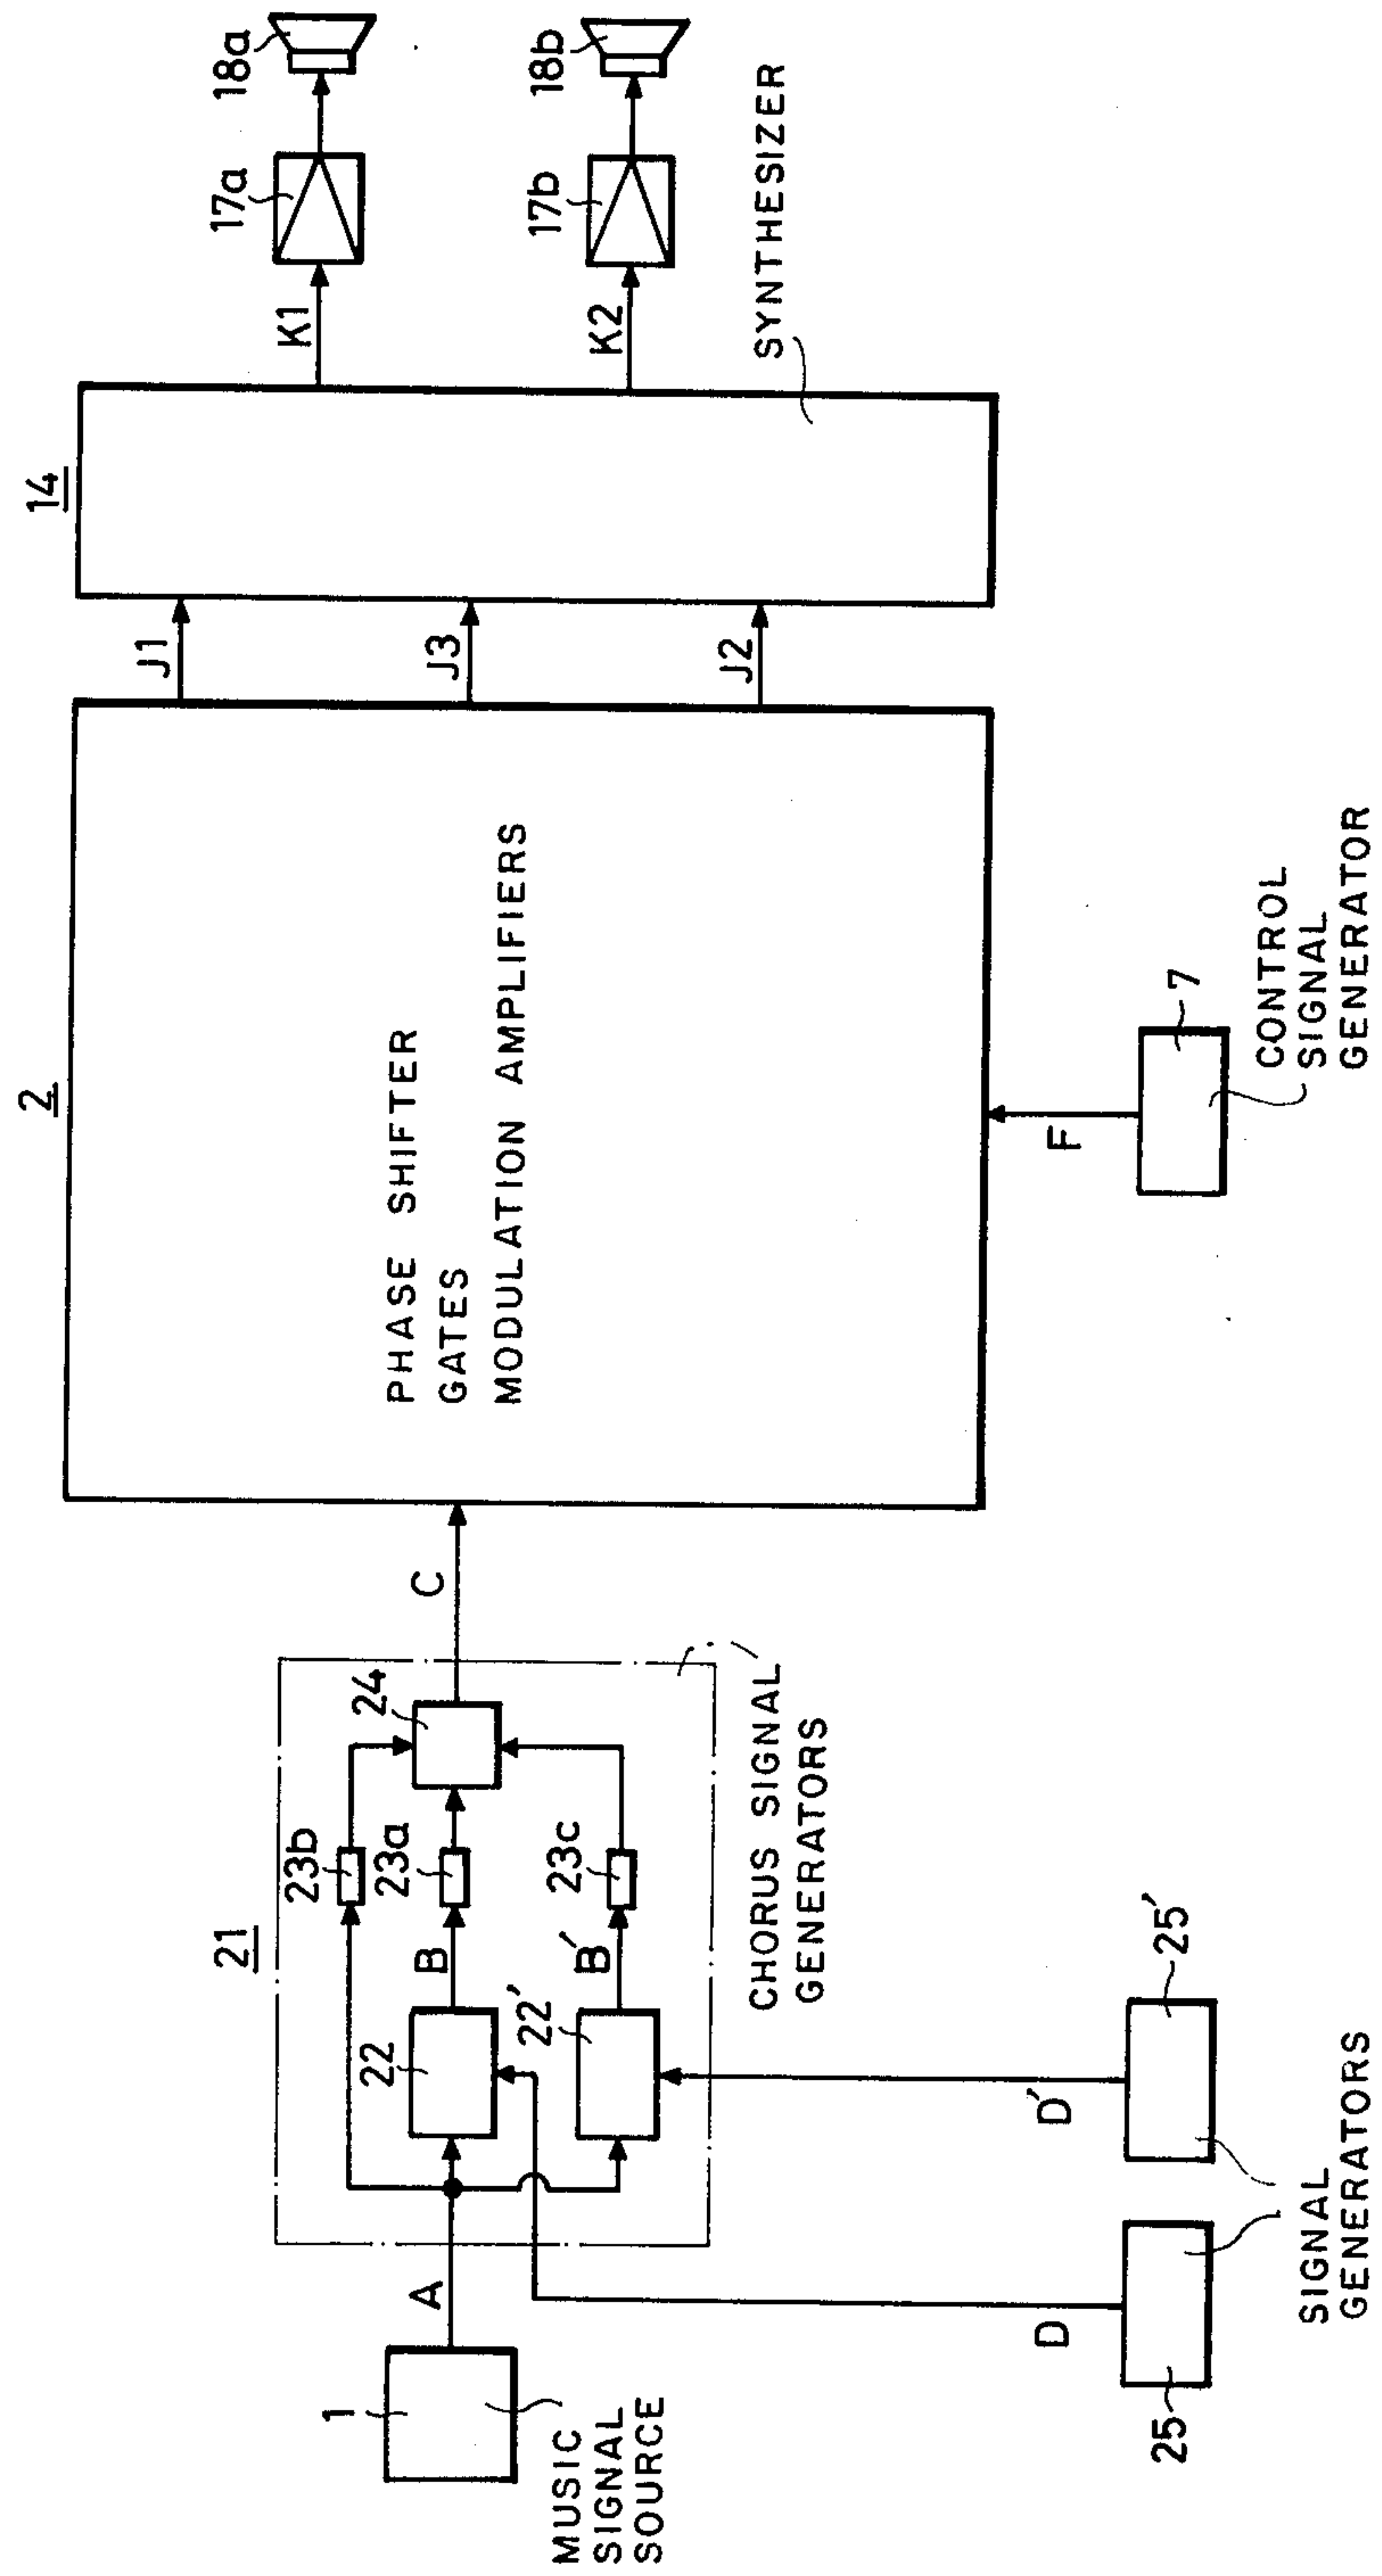 1
MUSIC
SIGNAL
SOURCE
A
21
22
B
22'
B'
23b
23a
23c
24
CHORUS SIGNAL
GENERATORS
C
D
25
D'
25'
SIGNAL
GENERATORS
2
PHASE SHIFTER
GATES
MODULATION AMPLIFIERS
F
7
CONTROL
SIGNAL
GENERATOR
J1
J3
J2
14
SYNTHESIZER
K1
K2
17a
17b
18a
18b